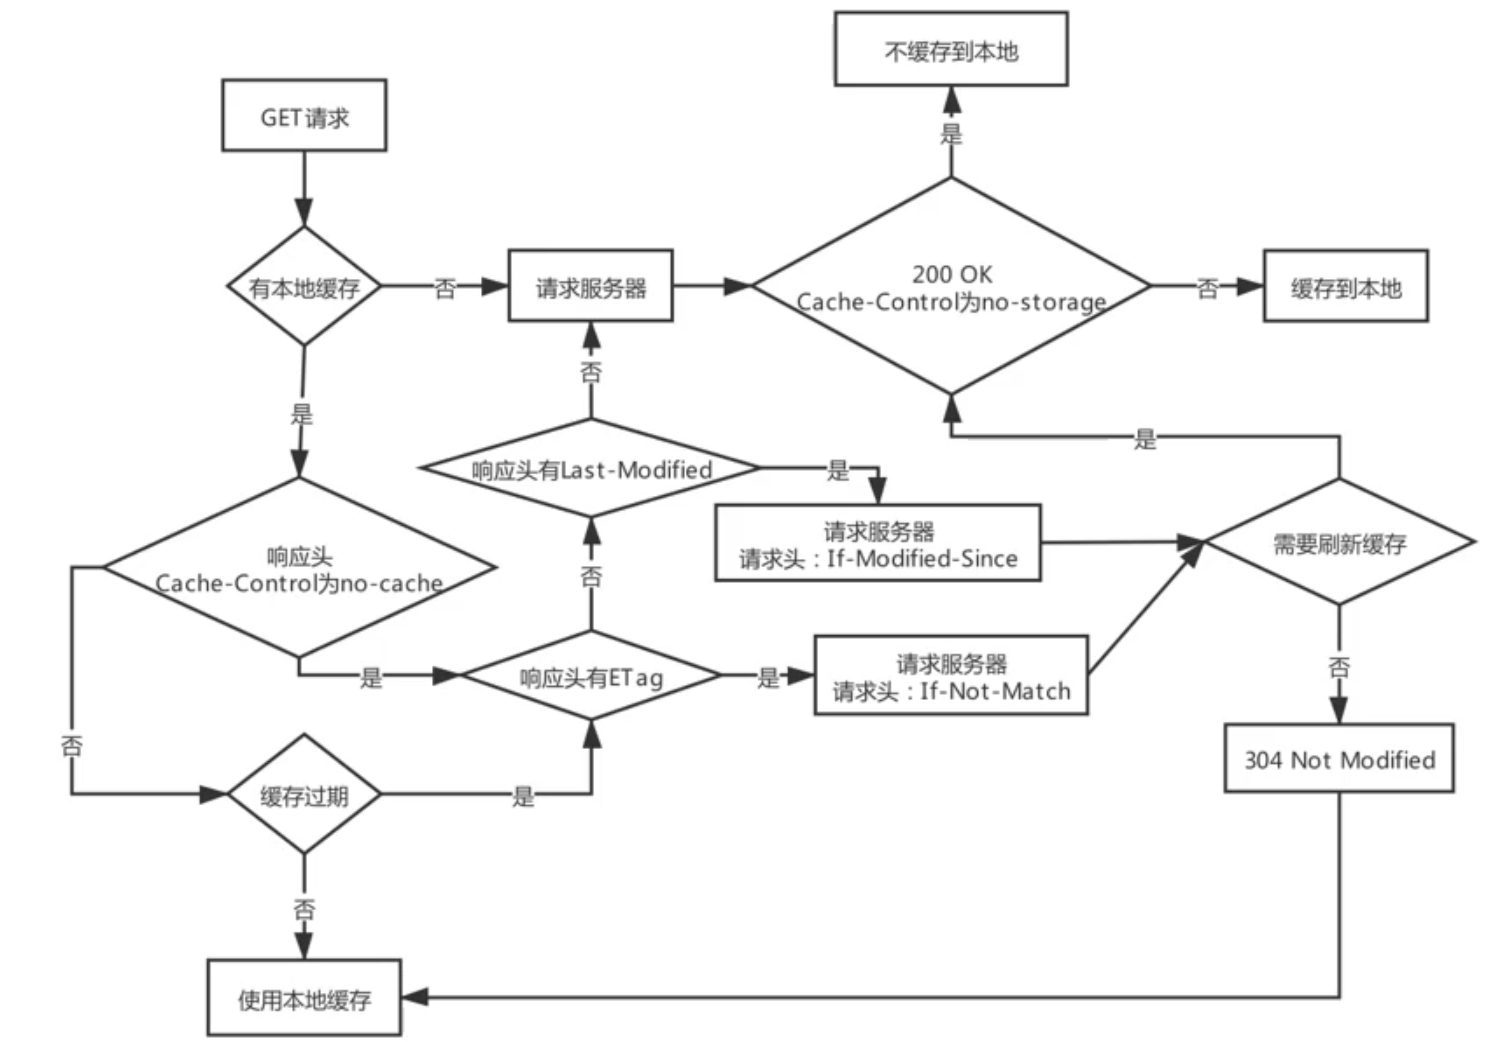 不缓存到本地
GET请求
是
有本地缓存
否
请求服务器
200 OK
Cache-Control为no-storage
否
缓存到本地
否
是
是
响应头有Last-Modified
是
请求服务器
请求头：If-Modified-Since
需要刷新缓存
响应头
Cache-Control为no-cache
否
是
响应头有ETag
是
请求服务器
请求头：If-Not-Match
否
否
304 Not Modified
缓存过期
是
否
使用本地缓存